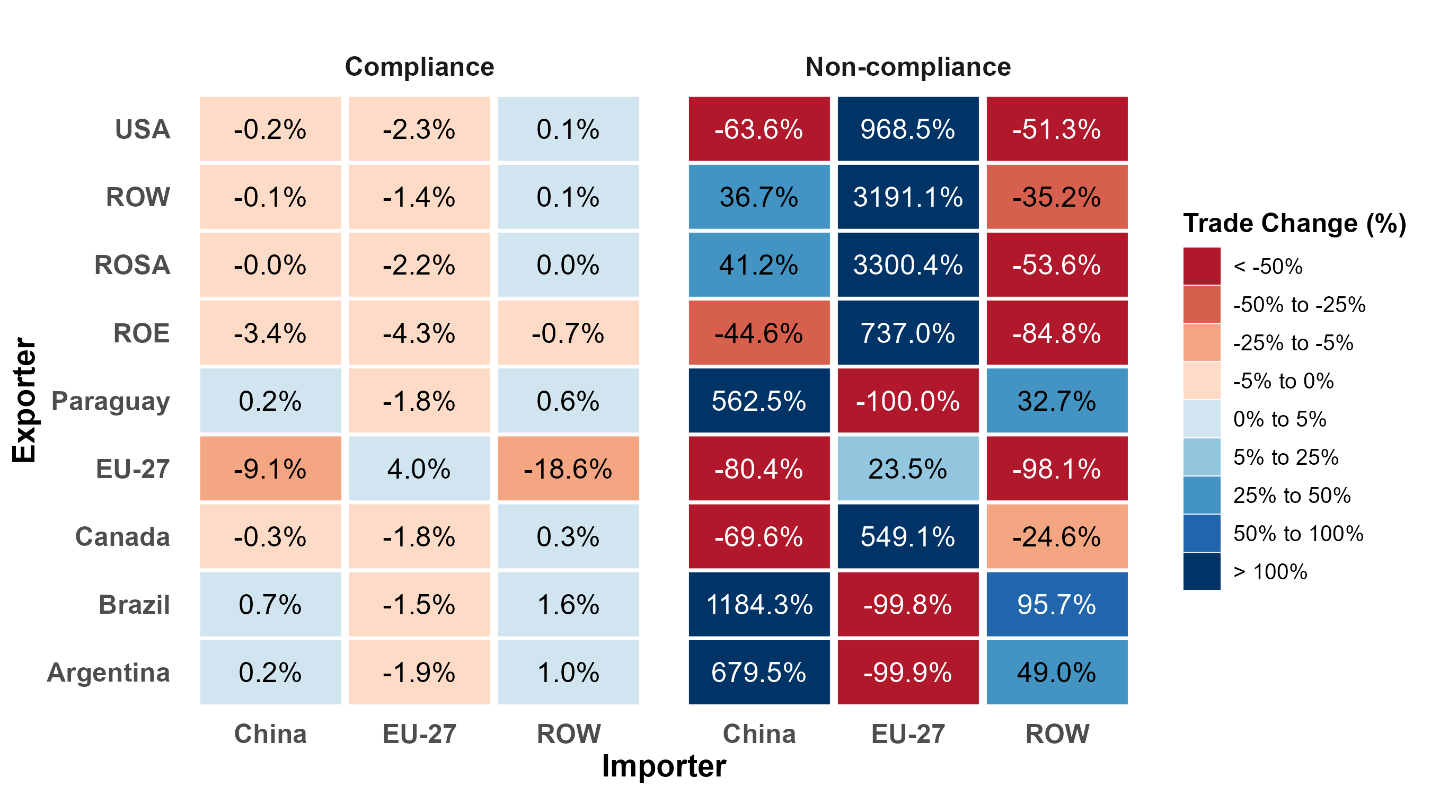 Compliance Non-compliance
USA -0.2% -2.3% 0.1% -63.6% 968.5% -51.3%
ROW -0.1% -1.4% 0.1% 36.7% 3191.1% -35.2%
ROSA -0.0% -2.2% 0.0% 41.2% 3300.4% -53.6%
ROE -3.4% -4.3% -0.7% -44.6% 737.0% -84.8%
Paraguay 0.2% -1.8% 0.6% 562.5% -100.0% 32.7%
EU-27 -9.1% 4.0% -18.6% -80.4% 23.5% -98.1%
Canada -0.3% -1.8% 0.3% -69.6% 549.1% -24.6%
Brazil 0.7% -1.5% 1.6% 1184.3% -99.8% 95.7%
Argentina 0.2% -1.9% 1.0% 679.5% -99.9% 49.0%
China EU-27 ROW China EU-27 ROW
Importer
Exporter
Trade Change (%)
< -50%
-50% to -25%
-25% to -5%
-5% to 0%
0% to 5%
5% to 25%
25% to 50%
50% to 100%
> 100%